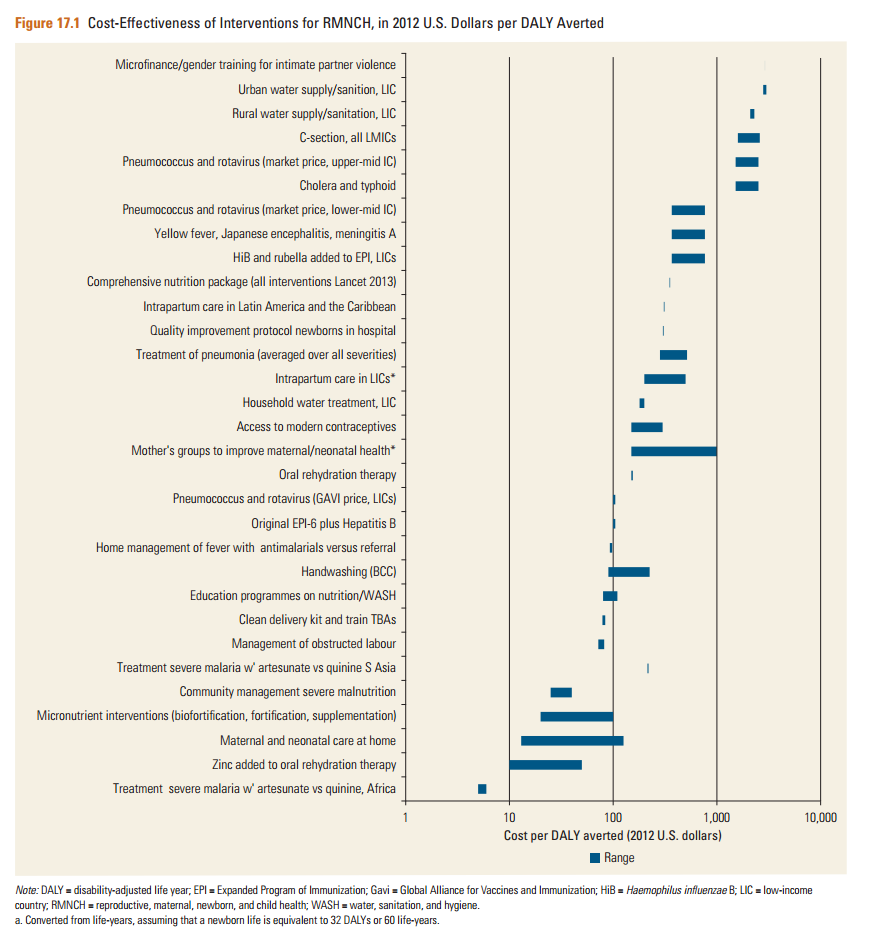 Figure 17.1 Cost-Effectiveness of Interventions for RMNCH, in 2012 U.S. Dollars per DALY Averted
Microfinance/gender training for intimate partner violence
Urban water supply/sanition, LIC
Rural water supply/sanitation, LIC
C-section, all LMICs
Pneumococcus and rotavirus (market price, upper-mid IC)
Cholera and typhoid
Pneumococcus and rotavirus (market price, lower-mid IC)
Yellow fever, Japanese encephalitis, meningitis A
HiB and rubella added to EPI, LICs
Comprehensive nutrition package (all interventions Lancet 2013)
Intrapartum care in Latin America and the Caribbean
Quality improvement protocol newborns in hospital
Treatment of pneumonia (averaged over all severities)
Intrapartum care in LICs*
Household water treatment, LIC
Access to modern contraceptives
Mother's groups to improve maternal/neonatal health*
Oral rehydration therapy
Pneumococcus and rotavirus (GAVI price, LICs)
Original EPI-6 plus Hepatitis B
Home management of fever with antimalarials versus referral
Handwashing (BCC)
Education programmes on nutrition/WASH
Clean delivery kit and train TBAs
Management of obstructed labour
Treatment severe malaria w' artesunate vs quinine S Asia
Community management severe malnutrition
Micronutrient interventions (biofortification, fortification, supplementation)
Maternal and neonatal care at home
Zinc added to oral rehydration therapy
Treatment severe malaria w' artesunate vs quinine, Africa
1 10 100 1,000 10,000
Cost per DALY averted (2012 U.S. dollars)
Range
Note: DALY = disability-adjusted life year; EPI = Expanded Program of Immunization; Gavi = Global Alliance for Vaccines and Immunization; HiB = Haemophilus influenzae B; LIC = low-income
country; RMNCH = reproductive, maternal, newborn, and child health; WASH = water, sanitation, and hygiene.
a. Converted from life-years, assuming that a newborn life is equivalent to 32 DALYs or 60 life-years.